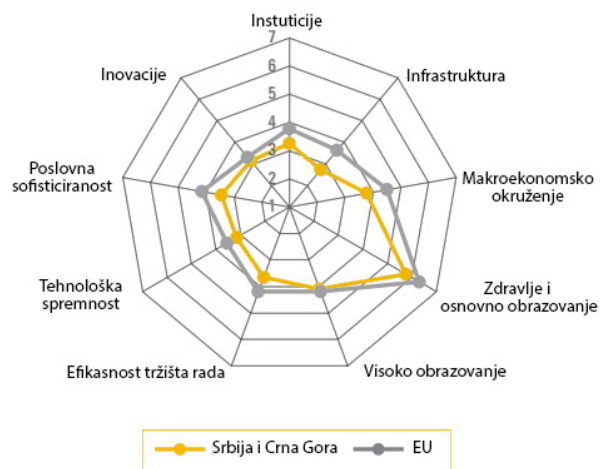 Instuticije
7
6
5
4
3
2
1
Infrastruktura
Makroekonomsko
okruženje
Zdravlje i
osnovno obrazovanje
Visoko obrazovanje
Efikasnost tržišta rada
Tehnološka
spremnost
Poslovna
sofisticiranost
Inovacije
Srbija i Crna Gora
EU